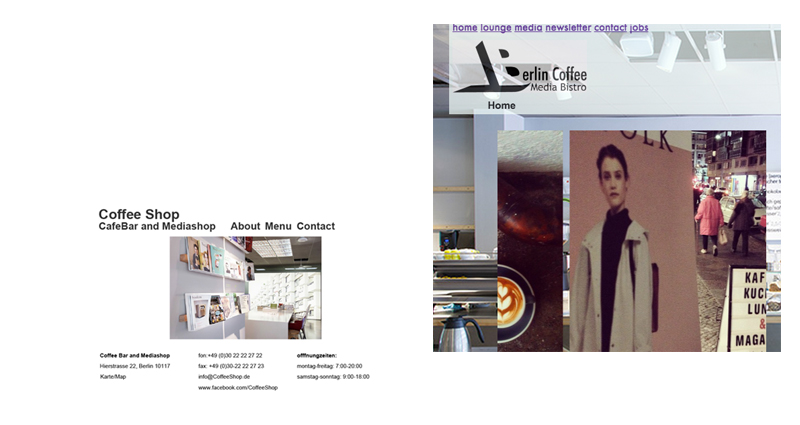 Coffee Shop
CafeBar and Mediashop About Menu Contact
Coffee Bar and Mediashop
Hierstrasse 22, Berlin 10117
Karte/Map
fon:+49 (0)30 22 22 27 22
fax: +49 (0)30-22 22 27 23
info@CoffeeShop.de
www.facebook.com/CoffeeShop
offfnungzeiten:
montag-freitag: 7:00-20:00
samstag-sonntag: 9:00-18:00
home lounge media newsletter contact jobs
Berlin Coffee
Media Bistro
Home
OLK
KAF
KUC
LUN
&
MAGA